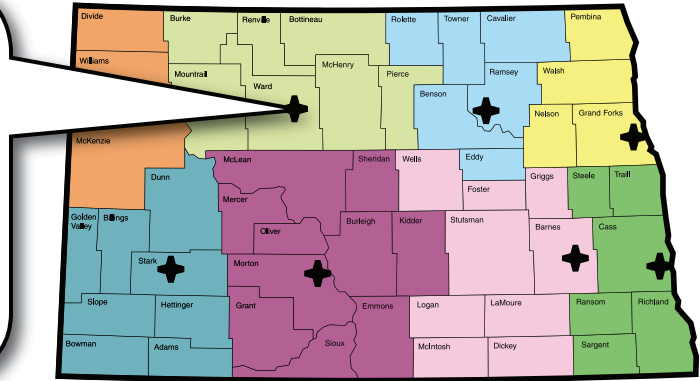 Divide
Burke
Renville
Bottineau
Rolette
Towner
Cavalier
Pembina
Williams
Mountrail
Ward
McHenry
Pierce
Benson
Ramsey
Walsh
Nelson
Grand Forks
McKenzie
Dunn
McLean
Sheridan
Wells
Eddy
Foster
Griggs
Steele
Traill
Mercer
Golden
Valley
Billings
Oliver
Burleigh
Kidder
Stutsman
Barnes
Cass
Stark
Morton
Slope
Hettinger
Grant
Emmons
Logan
LaMoure
Ransom
Richland
Bowman
Adams
Sioux
McIntosh
Dickey
Sargent